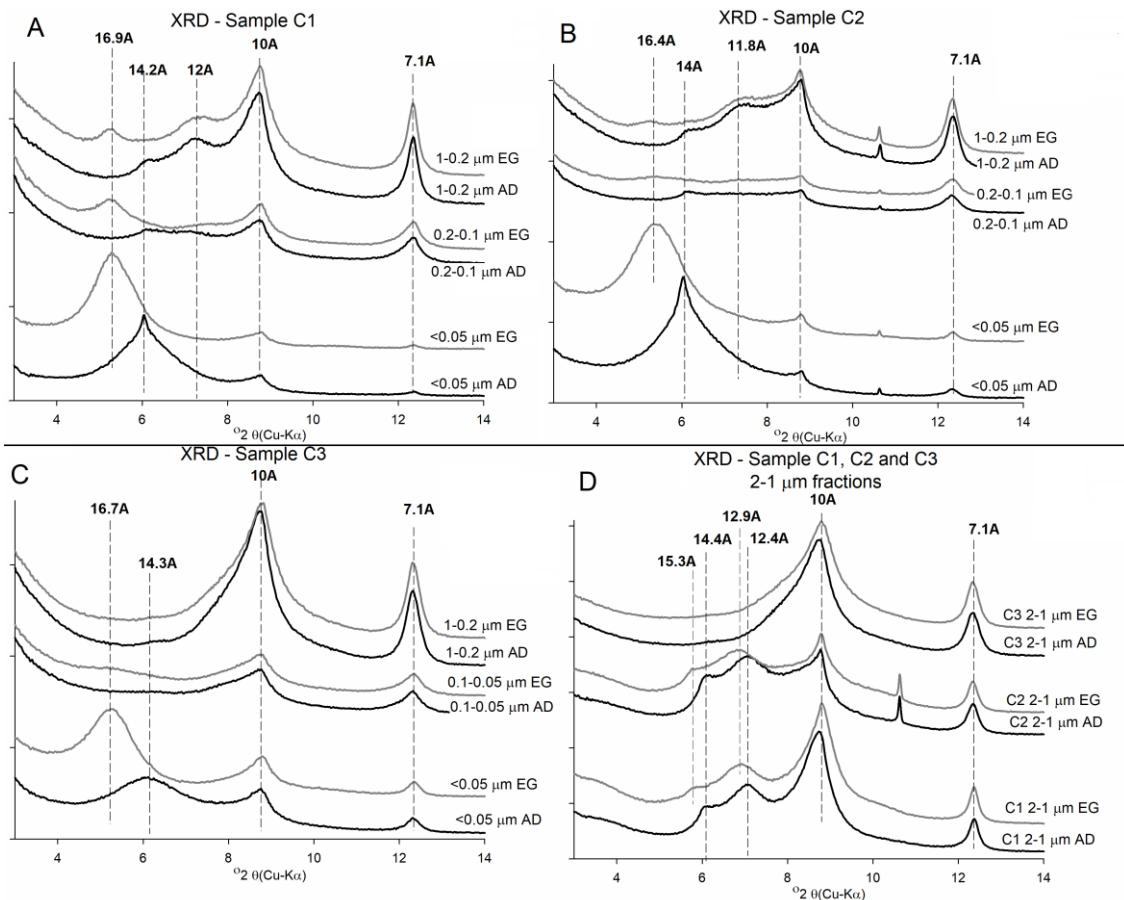 A
XRD - Sample C1
16.9A
14.2A
12A
10A
7.1A
1-0.2 μm EG
1-0.2 μm AD
0.2-0.1 μm EG
0.2-0.1 μm AD
<0.05 μm EG
<0.05 μm AD
4 6 8 10 12 14
º2 θ(Cu-Kα)
B
XRD - Sample C2
16.4A
14A
11.8A
10A
7.1A
1-0.2 μm EG
1-0.2 μm AD
0.2-0.1 μm EG
0.2-0.1 μm AD
<0.05 μm EG
<0.05 μm AD
4 6 8 10 12 14
º2 θ(Cu-Kα)
C
XRD - Sample C3
16.7A
14.3A
10A
7.1A
1-0.2 μm EG
1-0.2 μm AD
0.1-0.05 μm EG
0.1-0.05 μm AD
<0.05 μm EG
<0.05 μm AD
4 6 8 10 12 14
º2 θ(Cu-Kα)
D
XRD - Sample C1, C2 and C3
2-1 μm fractions
15.3A
14.4A
12.9A
12.4A
10A
7.1A
C3 2-1 μm EG
C3 2-1 μm AD
C2 2-1 μm EG
C2 2-1 μm AD
C1 2-1 μm EG
C1 2-1 μm AD
4 6 8 10 12 14
º2 θ(Cu-Kα)